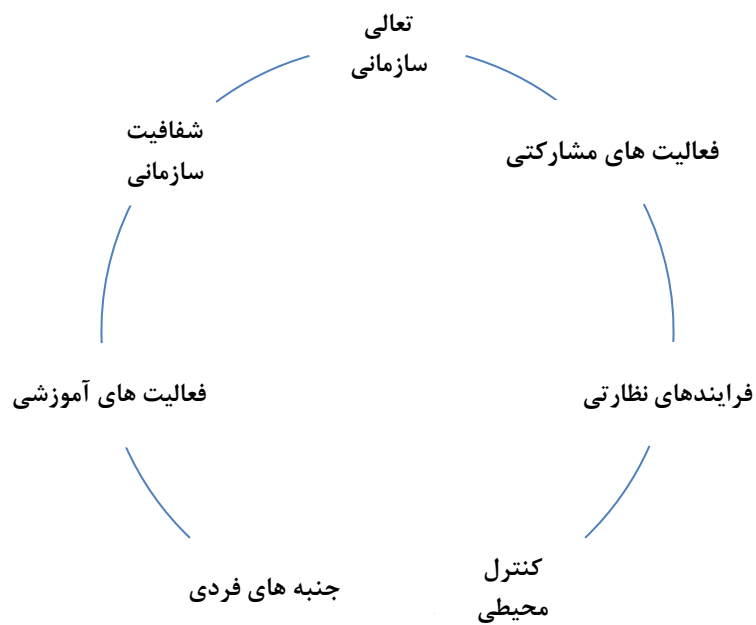 تعالی
سازمانی
شفافیت
سازمانی
فعالیت های مشارکتی
فعالیت های آموزشی
فرایندهای نظارتی
کنترل
محیطی
جنبه های فردی